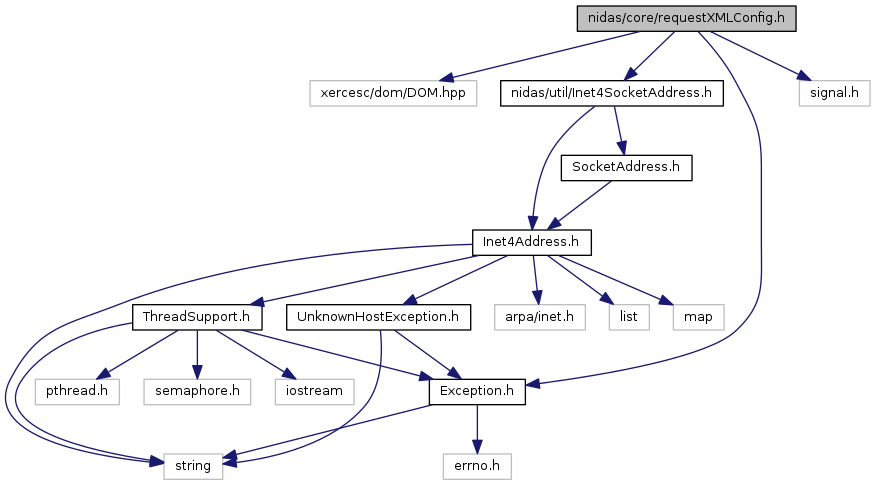 nidas/core/requestXMLConfig.h
xercesc/dom/DOM.hpp
nidas/util/Inet4SocketAddress.h
signal.h
SocketAddress.h
Inet4Address.h
ThreadSupport.h
UnknownHostException.h
arpa/inet.h
list
map
pthread.h
semaphore.h
iostream
Exception.h
string
errno.h